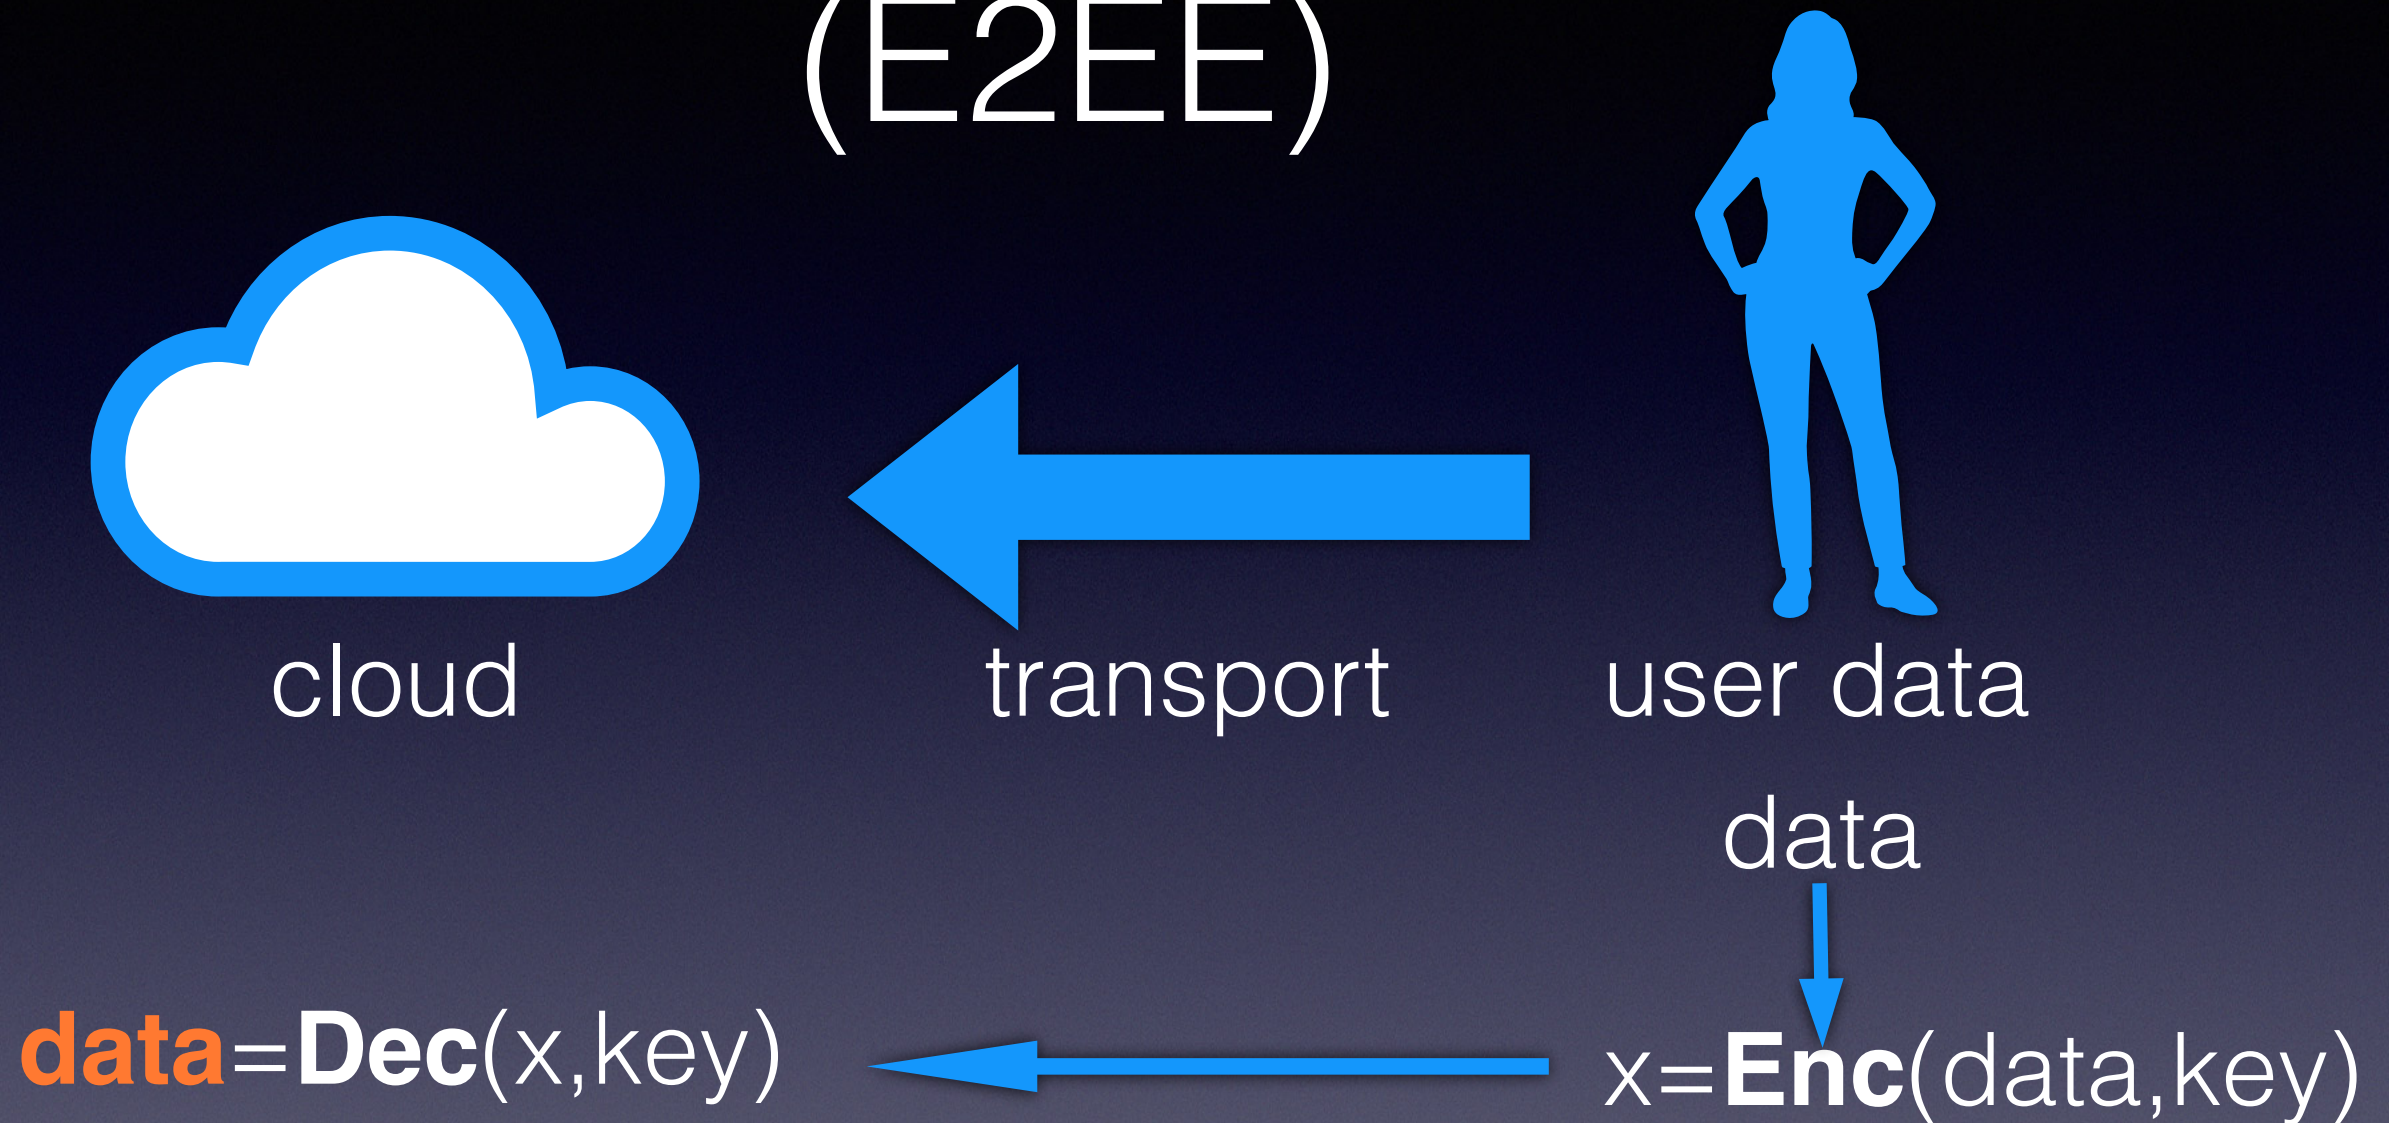 (E2EE)
cloud
transport
user data
data
data=Dec(x,key)
x=Enc(data,key)